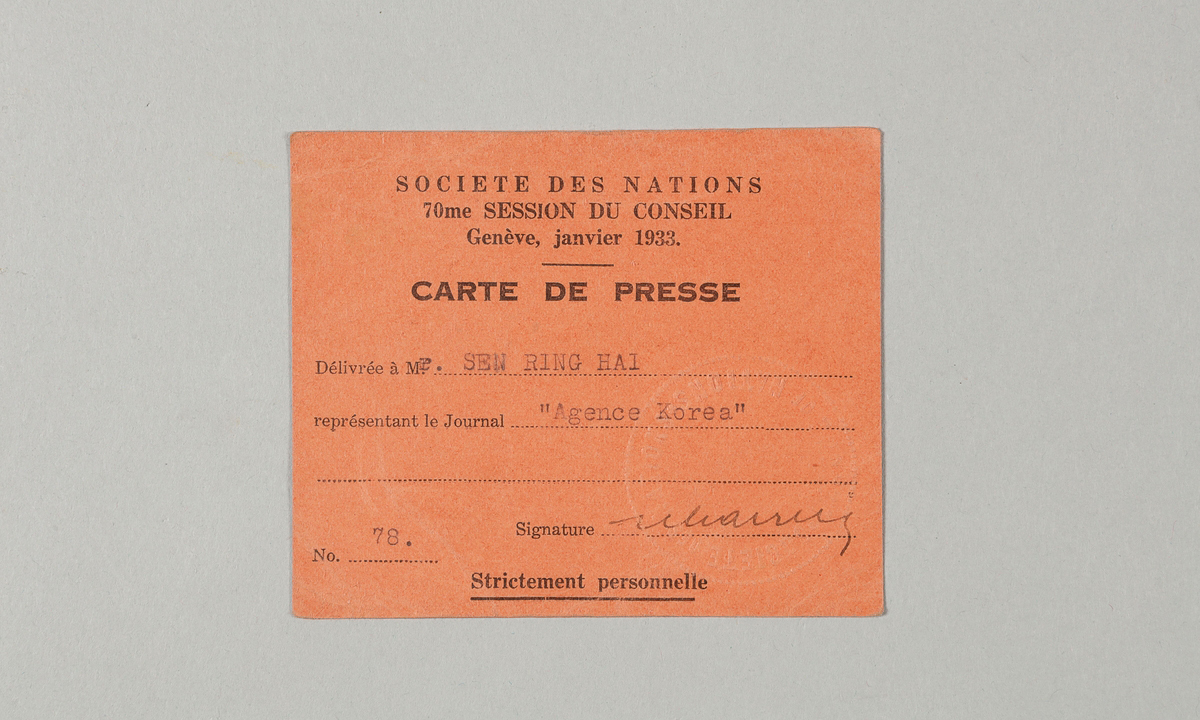 SOCIETE DES NATIONS
70me SESSION DU CONSEIL
Genève, janvier 1933.
CARTE DE PRESSE
Délivrée à Mr. SEN RING HAI
représentant le Journal "Agence Korea"
Signature
No. 78.
Strictement personnelle